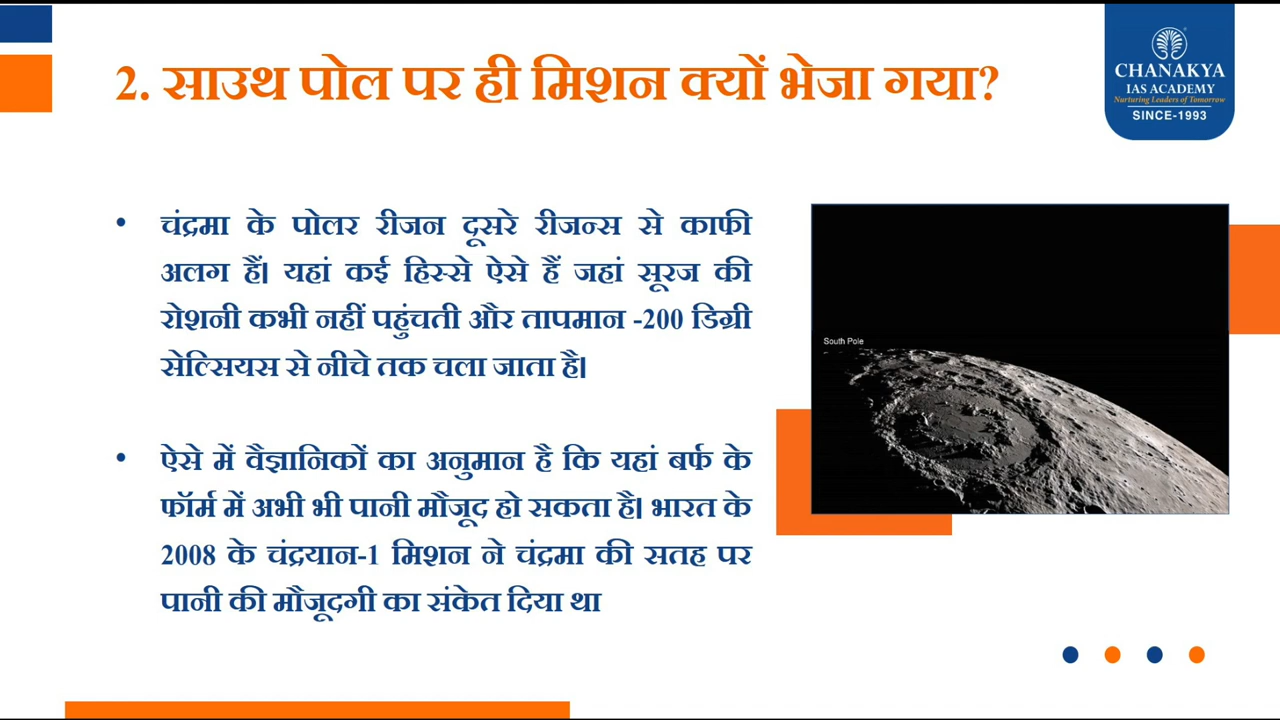 2. साउथ पोल पर ही मिशन क्यों भेजा गया?
CHANAKYA
IAS ACADEMY
Nurturing Leaders of Tomorrow
SINCE-1993
• चंद्रमा के पोलर रीजन दूसरे रीजन्स से काफी
अलग हैं। यहां कई हिस्से ऐसे हैं जहां सूरज की
रोशनी कभी नहीं पहुंचती और तापमान -200 डिग्री
सेल्सियस से नीचे तक चला जाता है।
• ऐसे में वैज्ञानिकों का अनुमान है कि यहां बर्फ के
फॉर्म में अभी भी पानी मौजूद हो सकता है। भारत के
2008 के चंद्रयान-1 मिशन ने चंद्रमा की सतह पर
पानी की मौजूदगी का संकेत दिया था
South Pole